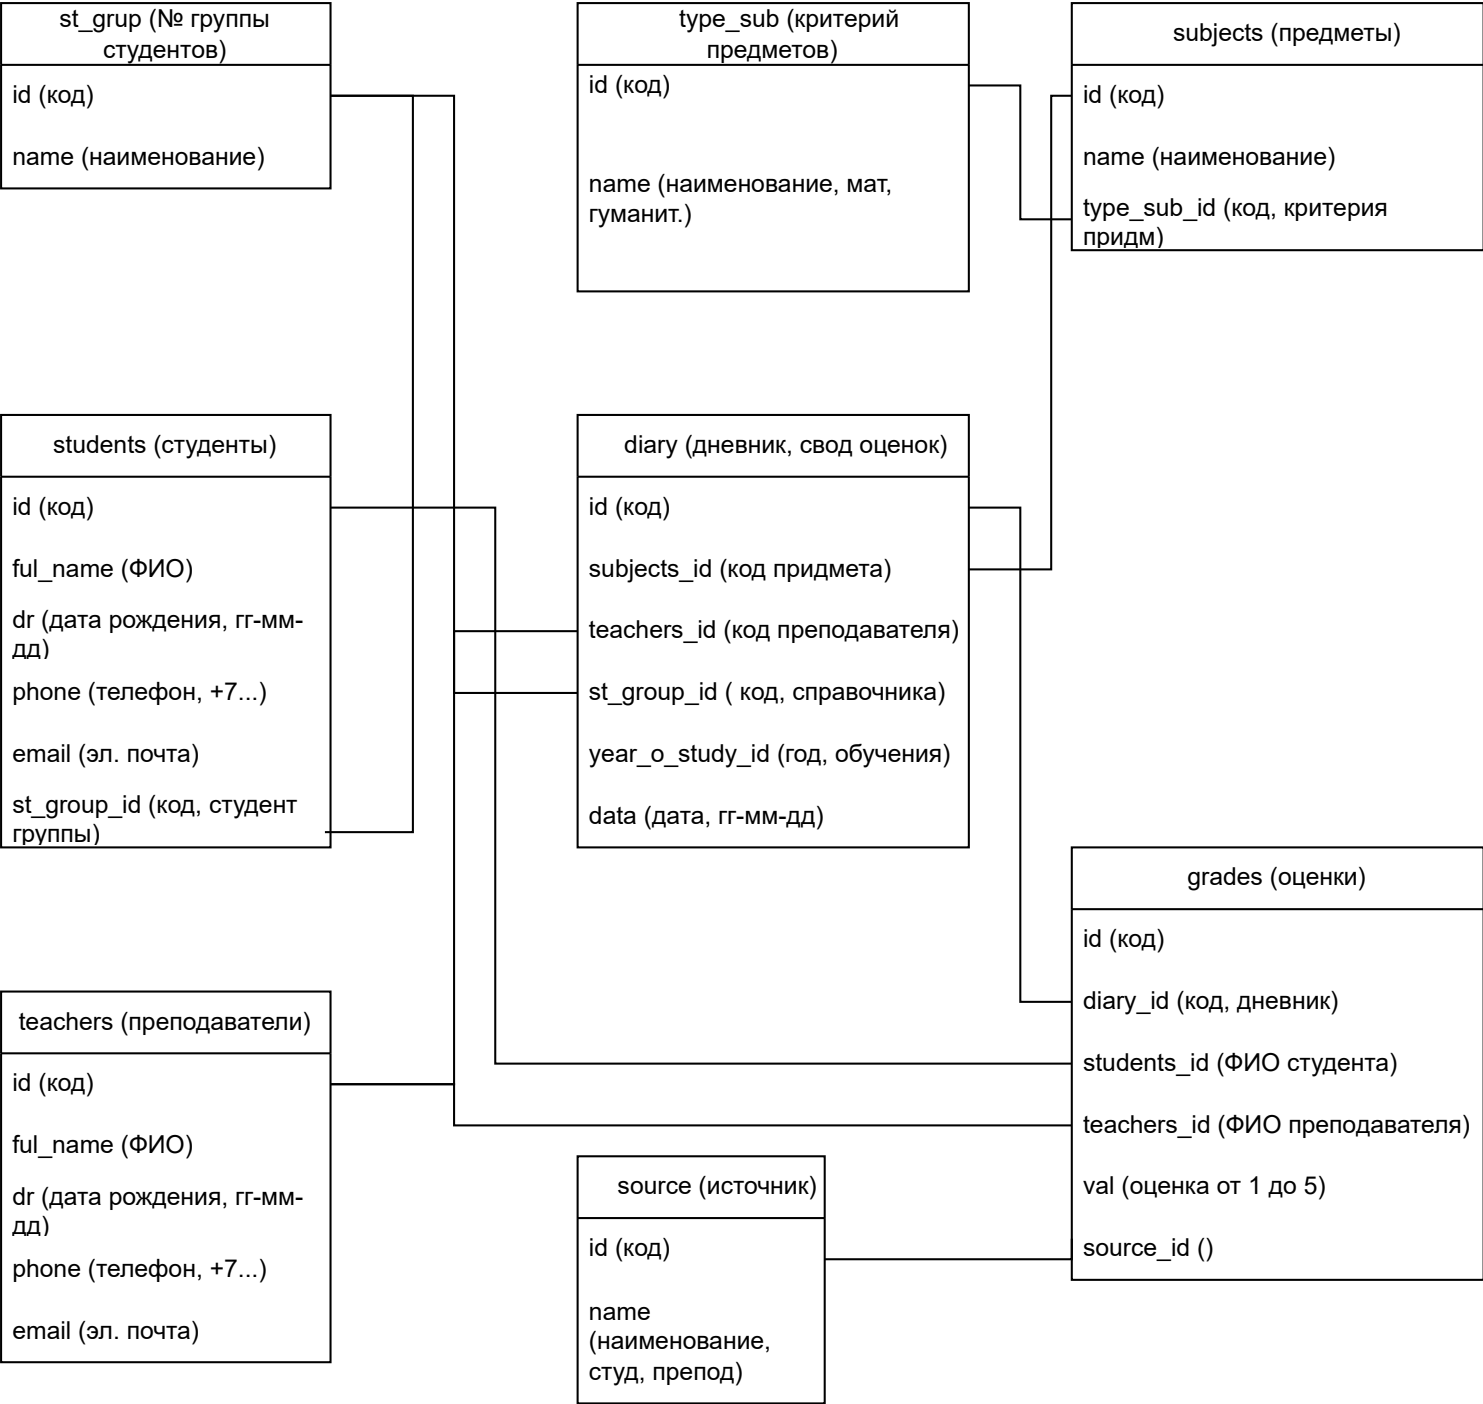 st_grup (№ группы
студентов)
id (код)
name (наименование)
type_sub (критерий
предметов)
id (код)
name (наименование, мат,
гуманит.)
subjects (предметы)
id (код)
name (наименование)
type_sub_id (код, критерия
придм)
students (студенты)
id (код)
ful_name (ФИО)
dr (дата рождения, гг-мм-
дд)
phone (телефон, +7...)
email (эл. почта)
st_group_id (код, студент
группы)
diary (дневник, свод оценок)
id (код)
subjects_id (код придмета)
teachers_id (код преподавателя)
st_group_id ( код, справочника)
year_o_study_id (год, обучения)
data (дата, гг-мм-дд)
grades (оценки)
id (код)
diary_id (код, дневник)
students_id (ФИО студента)
teachers_id (ФИО преподавателя)
val (оценка от 1 до 5)
source_id ()
teachers (преподаватели)
id (код)
ful_name (ФИО)
dr (дата рождения, гг-мм-
дд)
phone (телефон, +7...)
email (эл. почта)
source (источник)
id (код)
name
(наименование,
студ, препод)